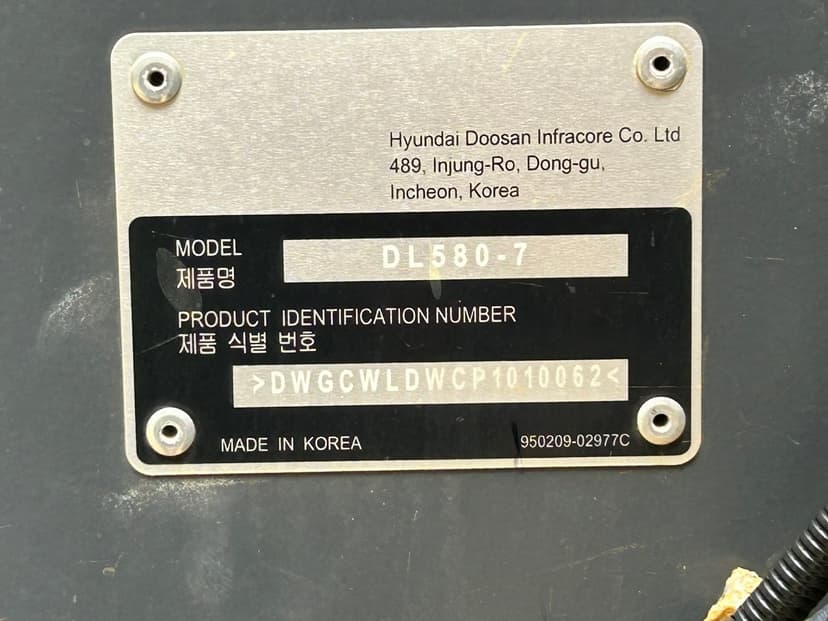 Hyundai Doosan Infracore Co. Ltd
489, Injung-Ro, Dong-gu,
Incheon, Korea
MODEL DL580-7
제품명
PRODUCT IDENTIFICATION NUMBER
제품 식별 번호
>DWGCWLDWCP1010062<
MADE IN KOREA 950209-02977C